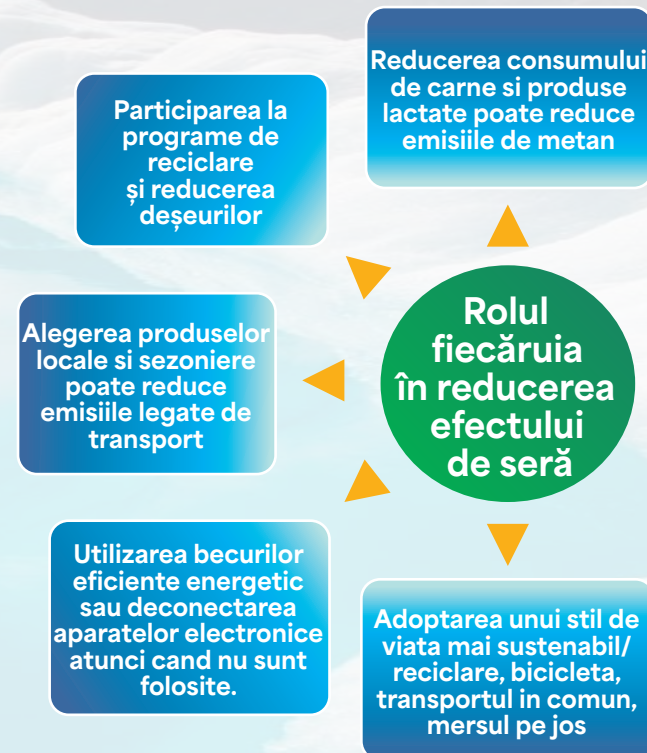 Reducerea consumului
de carne si produse
lactate poate reduce
emisiile de metan
Participarea la
programe de
reciclare
și reducerea
deșeurilor
Rolul
fiecăruia
în reducerea
efectului
de seră
Alegerea produselor
locale si sezoniere
poate reduce
emisiile legate de
transport
Utilizarea becurilor
eficiente energetic
sau deconectarea
aparatelor electronice
atunci cand nu sunt
folosite.
Adoptarea unui stil de
viata mai sustenabil/
reciclare, bicicleta,
transportul in comun,
mersul pe jos